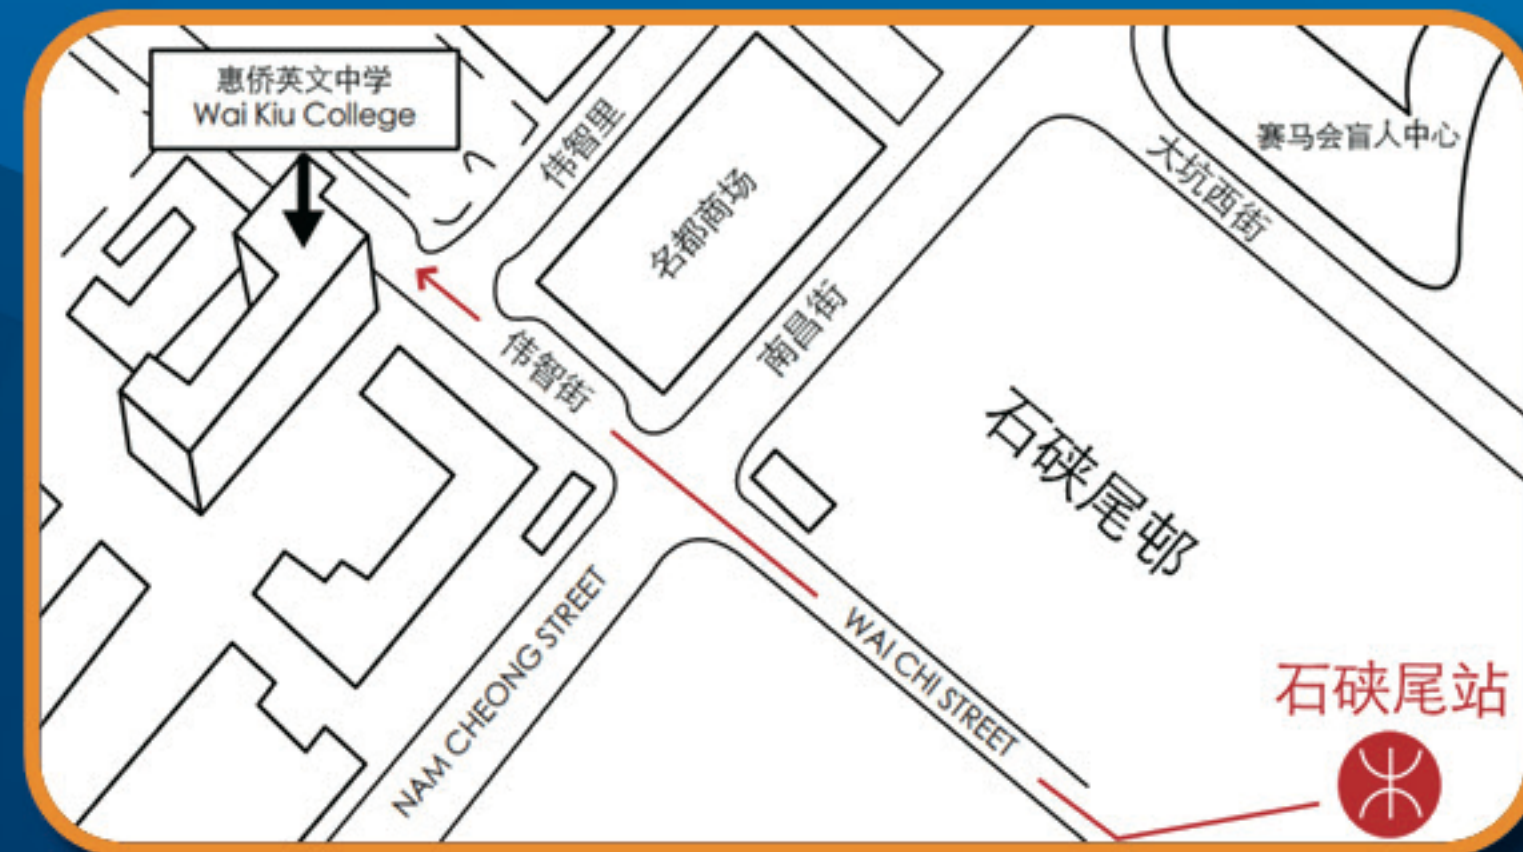 惠侨英文中学
Wai Kiu College
伟智里
名都商场
大坑西街
赛马会盲人中心
南昌街
伟智街
石硖尾邨
NAM CHEONG STREET
WAI CHI STREET
石硖尾站